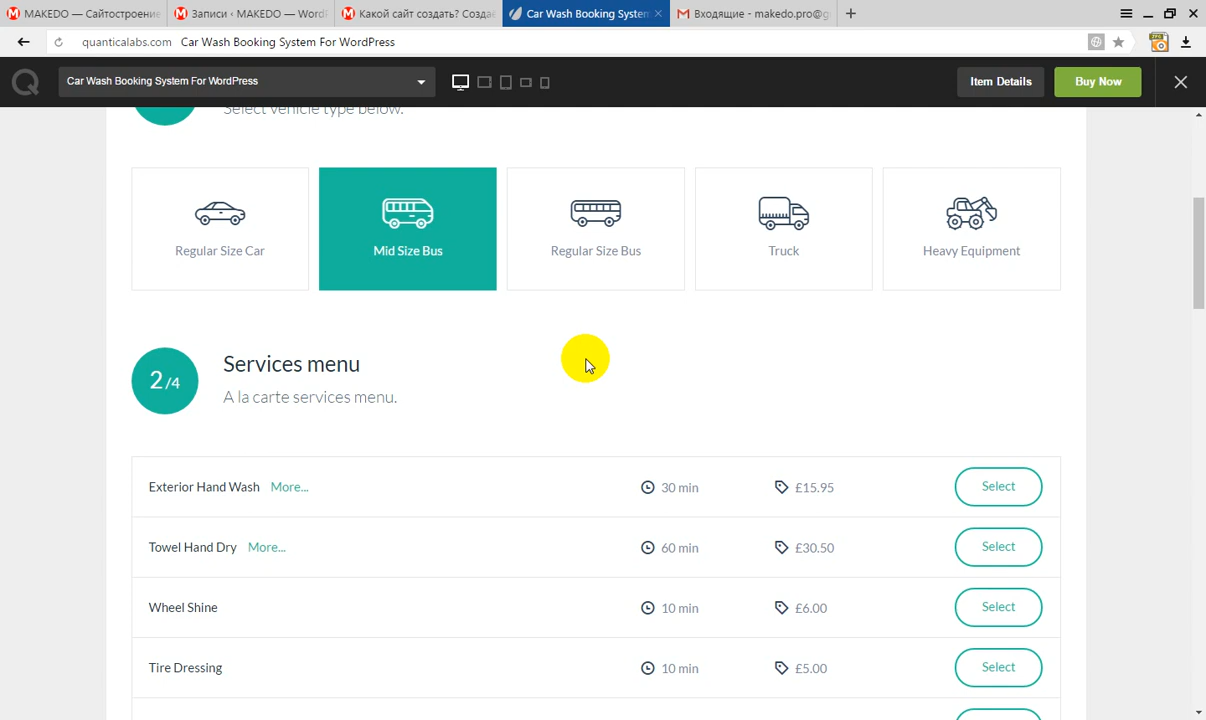 MAKEDO — Сайтостроение
Записи ‹ MAKEDO — Word
Какой сайт создать? Созда
Car Wash Booking System
Входящие - makedo.pro@g
quanticalabs.com Car Wash Booking System For WordPress
Car Wash Booking System For WordPress
Item Details
Buy Now
Select vehicle type below.
Regular Size Car
Mid Size Bus
Regular Size Bus
Truck
Heavy Equipment
2/4
Services menu
A la carte services menu.
Exterior Hand Wash More... 30 min £15.95 Select
Towel Hand Dry More... 60 min £30.50 Select
Wheel Shine 10 min £6.00 Select
Tire Dressing 10 min £5.00 Select